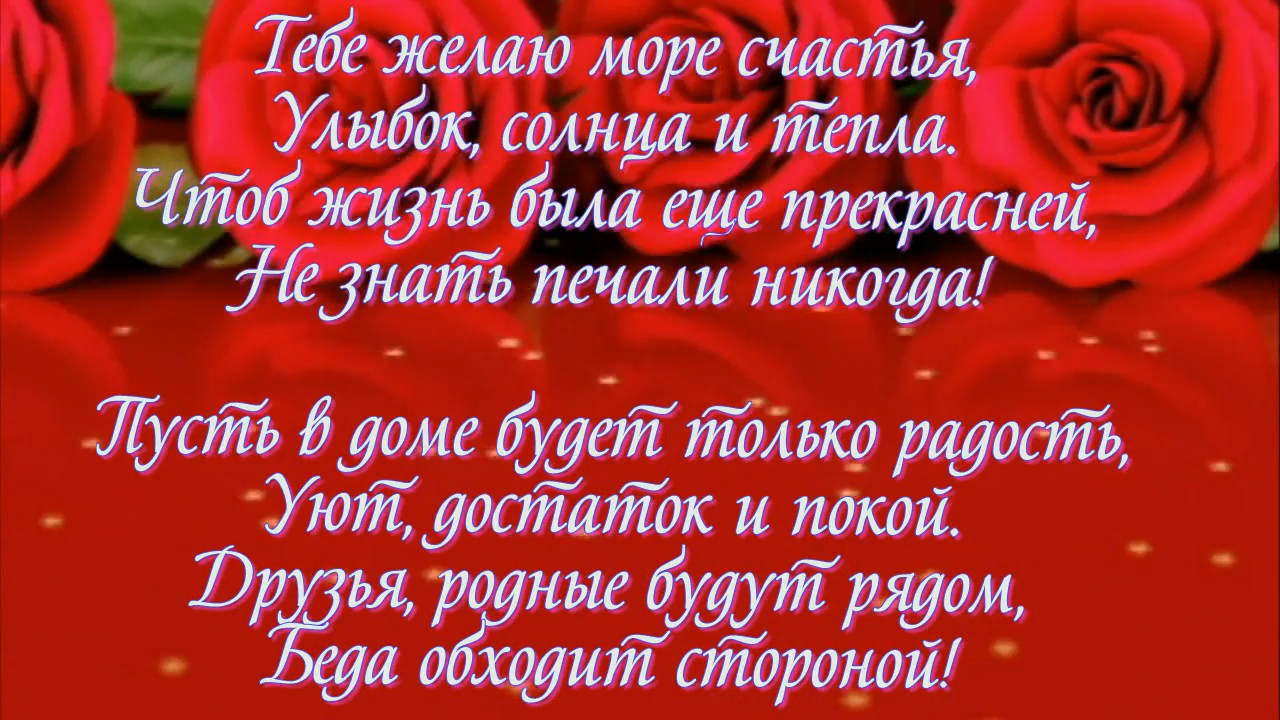 Тебе желаю море счастья,
Улыбок, солнца и тепла.
Чтоб жизнь была еще прекрасней,
Не знать печали никогда!
Пусть в доме будет только радость,
Уют, достаток и покой.
Друзья, родные будут рядом,
Беда обходит стороной!